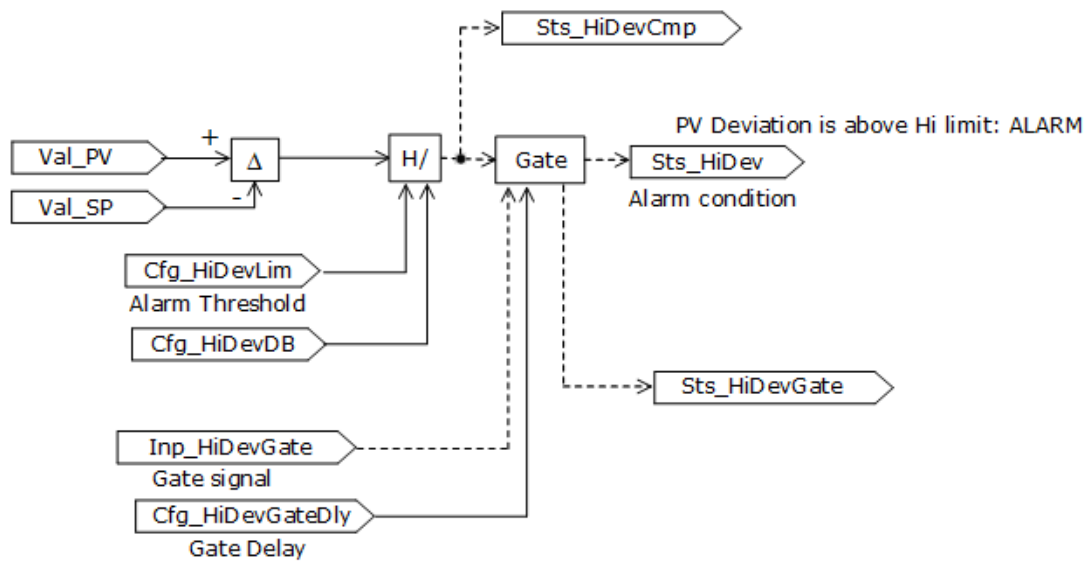 Sts_HiDevCmp
PV Deviation is above Hi limit: ALARM
+
Val_PV
Δ
H/
Gate
Sts_HiDev
-
Val_SP
Alarm condition
Cfg_HiDevLim
Alarm Threshold
Cfg_HiDevDB
Sts_HiDevGate
Inp_HiDevGate
Gate signal
Cfg_HiDevGateDly
Gate Delay